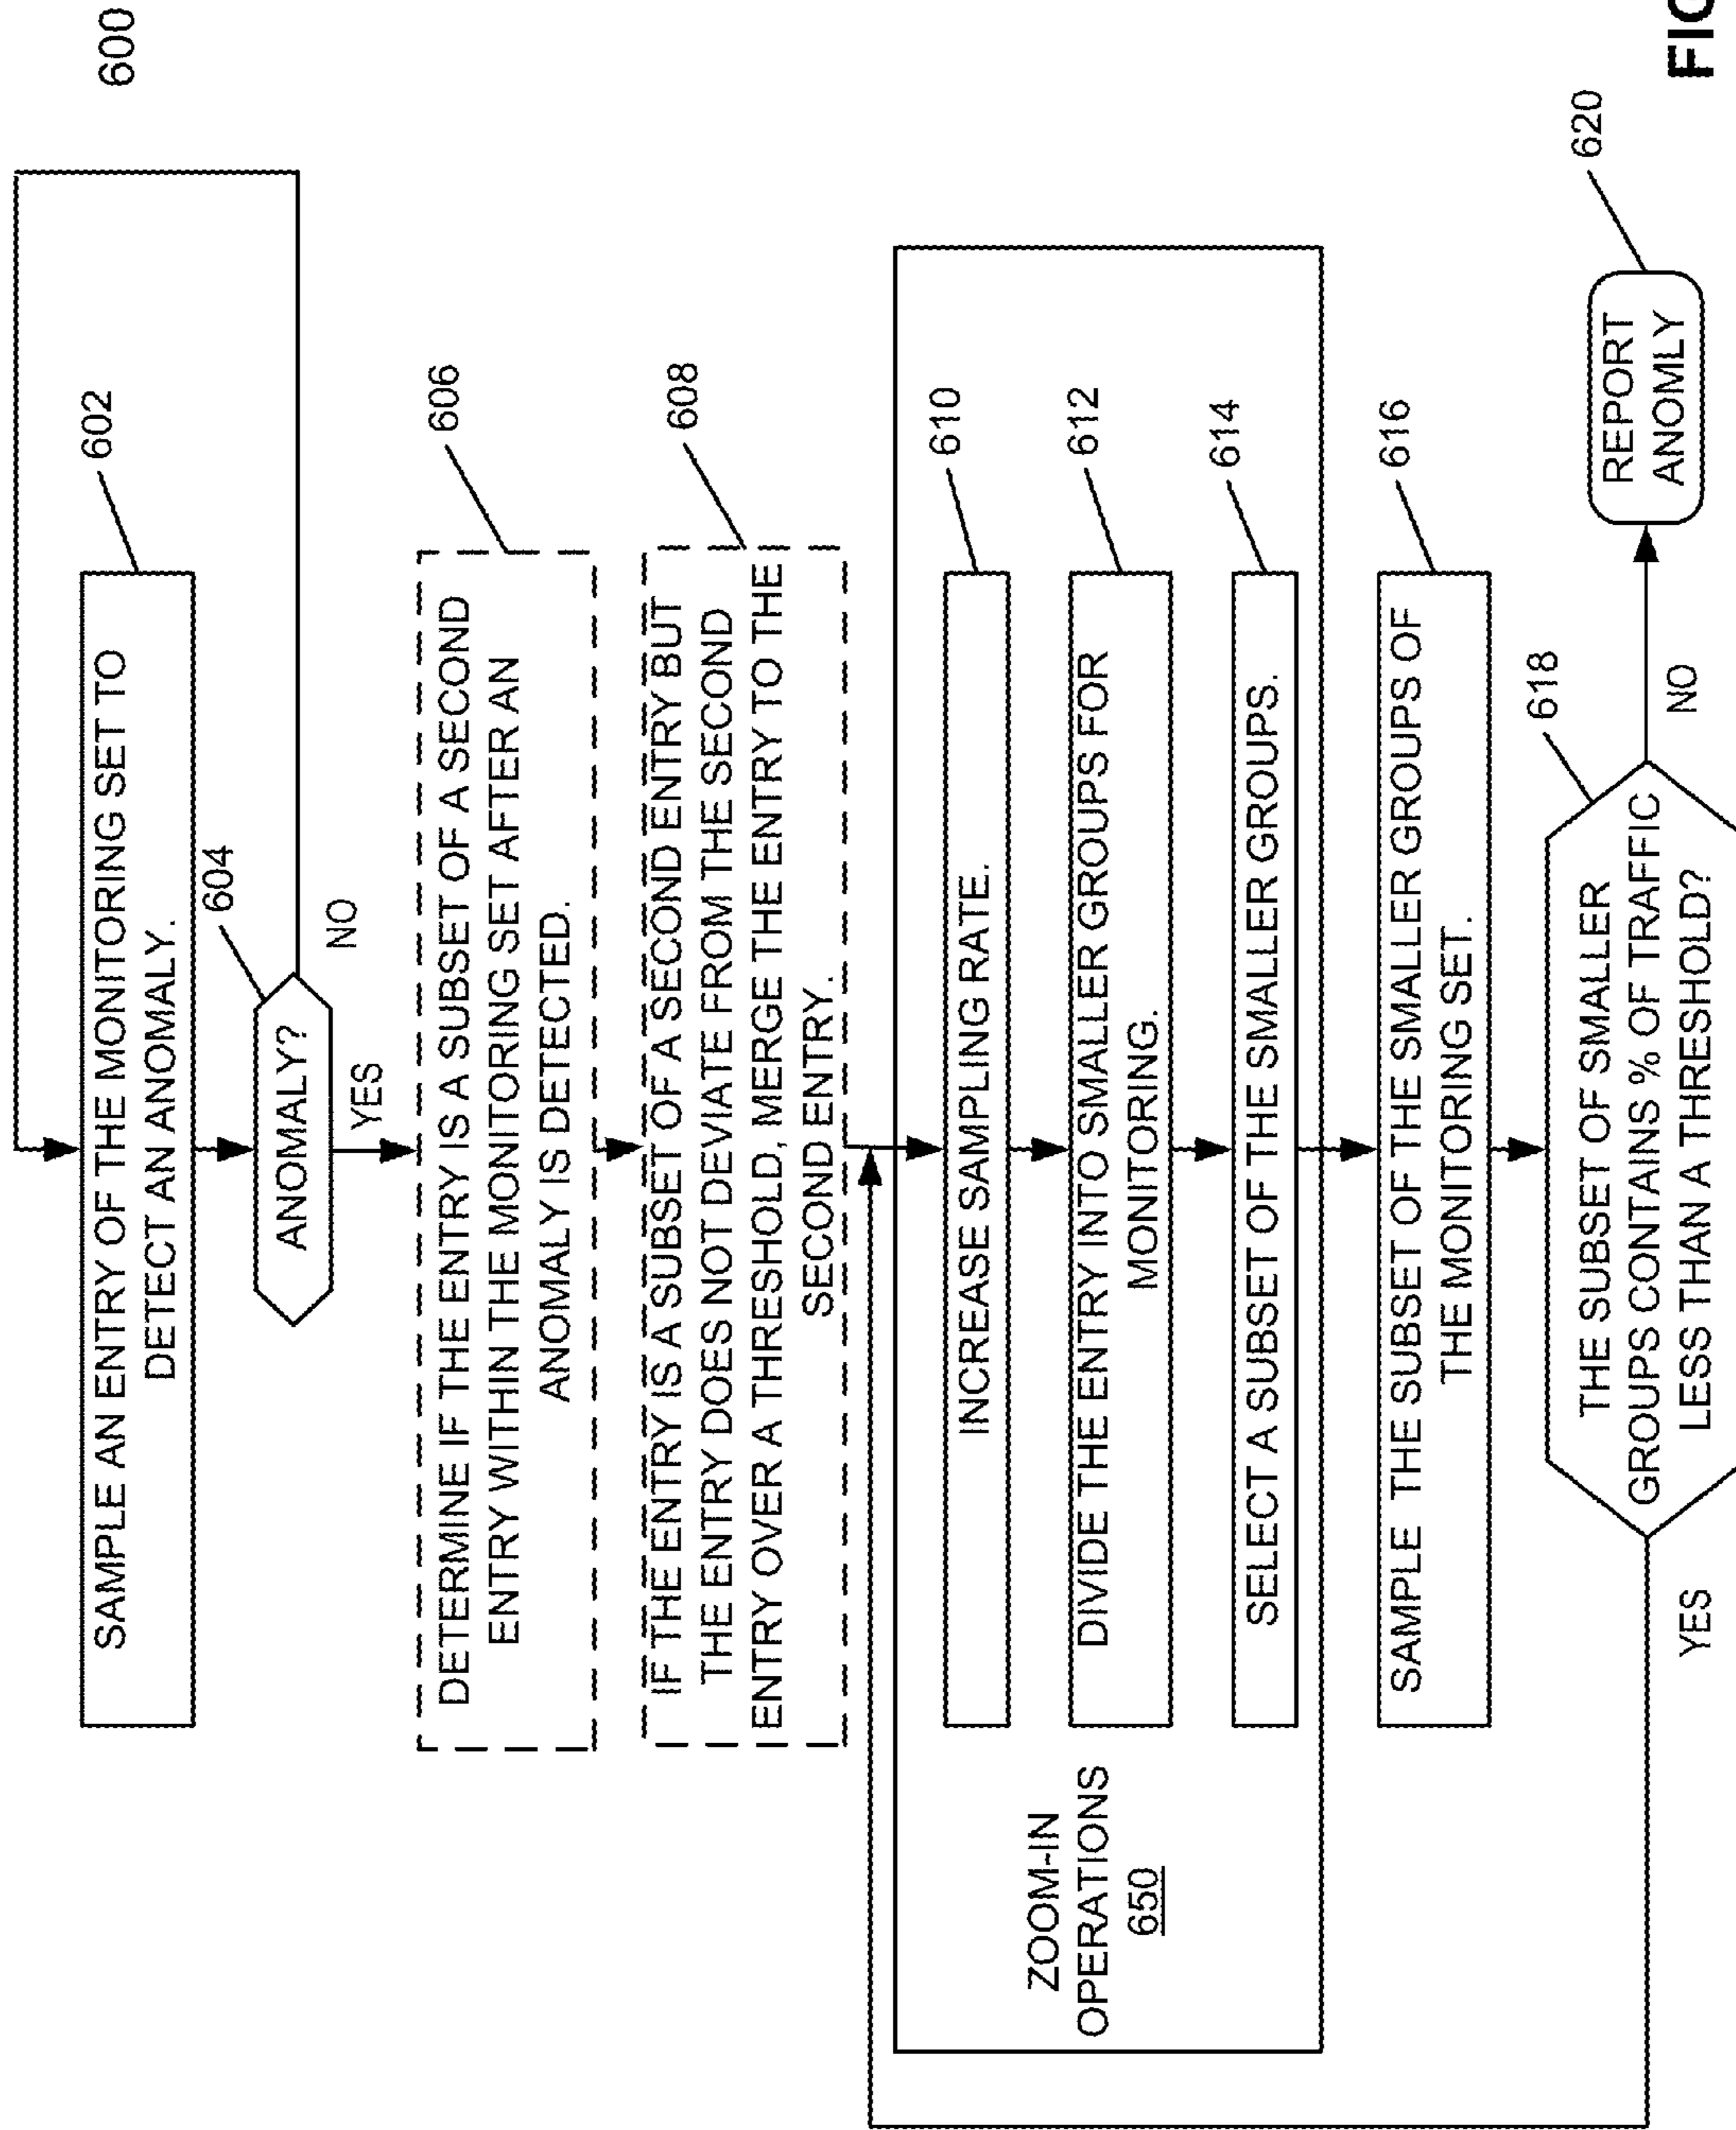 600
SAMPLE AN ENTRY OF THE MONITORING SET TO
DETECT AN ANOMALY.
602
ANOMALY?
604
NO
YES
DETERMINE IF THE ENTRY IS A SUBSET OF A SECOND
ENTRY WITHIN THE MONITORING SET AFTER AN
ANOMALY IS DETECTED.
606
IF THE ENTRY IS A SUBSET OF A SECOND ENTRY BUT
THE ENTRY DOES NOT DEVIATE FROM THE SECOND
ENTRY OVER A THRESHOLD, MERGE THE ENTRY TO THE
SECOND ENTRY.
608
ZOOM-IN
OPERATIONS
650
INCREASE SAMPLING RATE.
610
DIVIDE THE ENTRY INTO SMALLER GROUPS FOR
MONITORING.
612
SELECT A SUBSET OF THE SMALLER GROUPS.
614
SAMPLE THE SUBSET OF THE SMALLER GROUPS OF
THE MONITORING SET.
616
THE SUBSET OF SMALLER
GROUPS CONTAINS % OF TRAFFIC
LESS THAN A THRESHOLD?
618
YES
NO
REPORT
ANOMLY
620